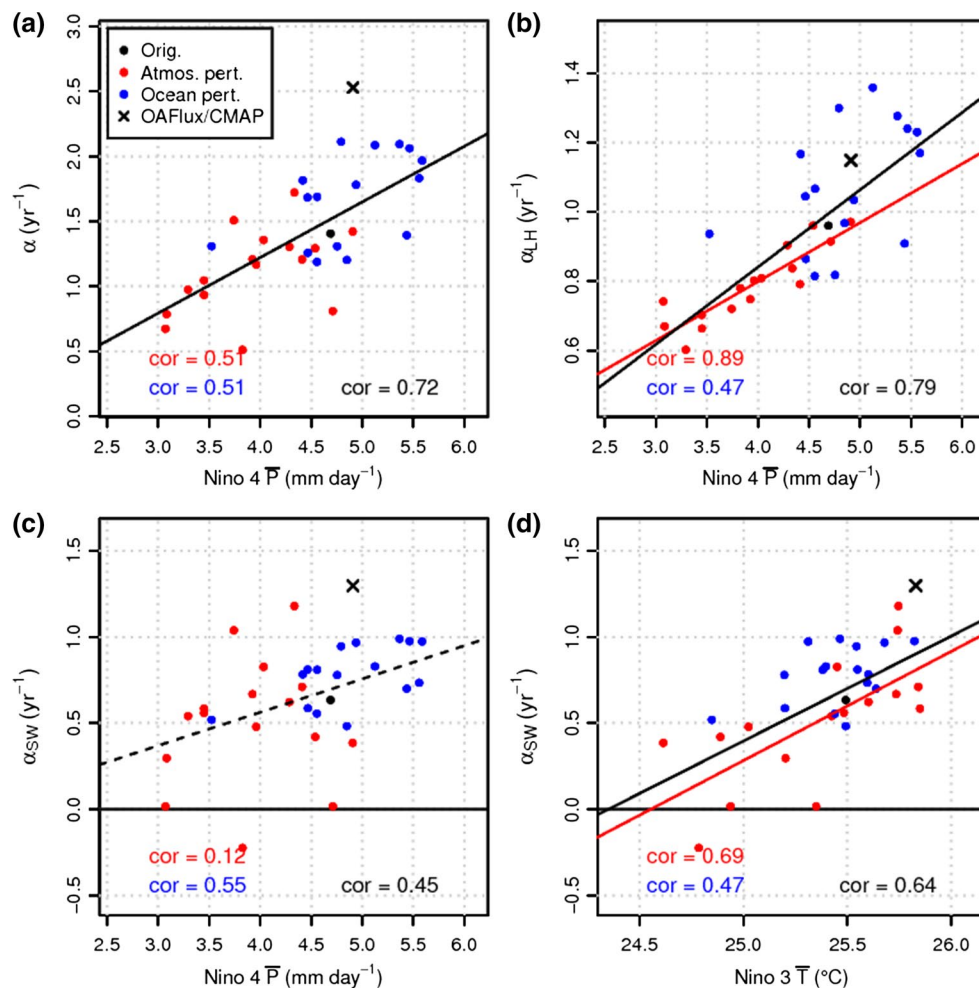 (a)
3.0
2.5
2.0
1.5
1.0
0.5
0.0
α (yr⁻¹)
Orig.
Atmos. pert.
Ocean pert.
OAFlux/CMAP
cor = 0.51
cor = 0.51
cor = 0.72
2.5 3.0 3.5 4.0 4.5 5.0 5.5 6.0
Nino 4 P̅ (mm day⁻¹)
(b)
1.4
1.2
1.0
0.8
0.6
α_LH (yr⁻¹)
cor = 0.89
cor = 0.47
cor = 0.79
2.5 3.0 3.5 4.0 4.5 5.0 5.5 6.0
Nino 4 P̅ (mm day⁻¹)
(c)
1.5
1.0
0.5
0.0
−0.5
α_SW (yr⁻¹)
cor = 0.12
cor = 0.55
cor = 0.45
2.5 3.0 3.5 4.0 4.5 5.0 5.5 6.0
Nino 4 P̅ (mm day⁻¹)
(d)
1.5
1.0
0.5
0.0
−0.5
α_SW (yr⁻¹)
cor = 0.69
cor = 0.47
cor = 0.64
24.5 25.0 25.5 26.0
Nino 3 T̅ (°C)